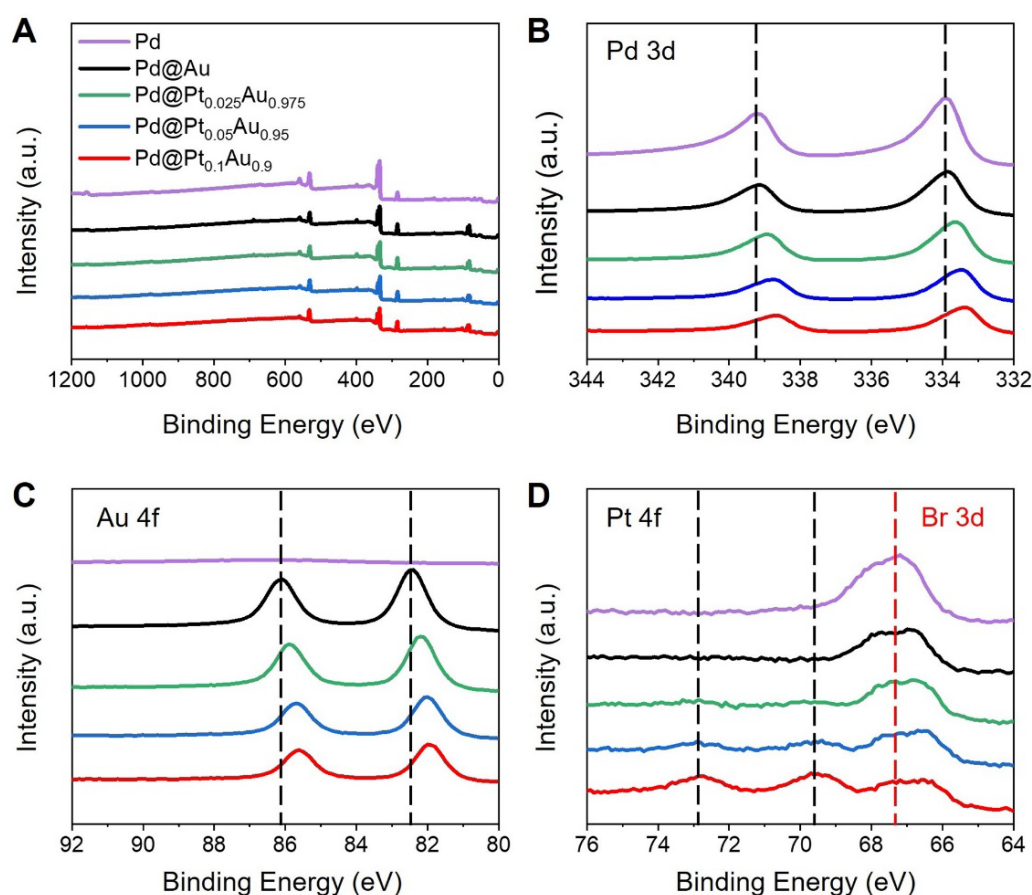 A
Pd
Pd@Au
Pd@Pt0.025Au0.975
Pd@Pt0.05Au0.95
Pd@Pt0.1Au0.9
Intensity (a.u.)
1200 1000 800 600 400 200 0
Binding Energy (eV)
B
Pd 3d
Intensity (a.u.)
344 342 340 338 336 334 332
Binding Energy (eV)
C
Au 4f
Intensity (a.u.)
92 90 88 86 84 82 80
Binding Energy (eV)
D
Pt 4f Br 3d
Intensity (a.u.)
76 74 72 70 68 66 64
Binding Energy (eV)